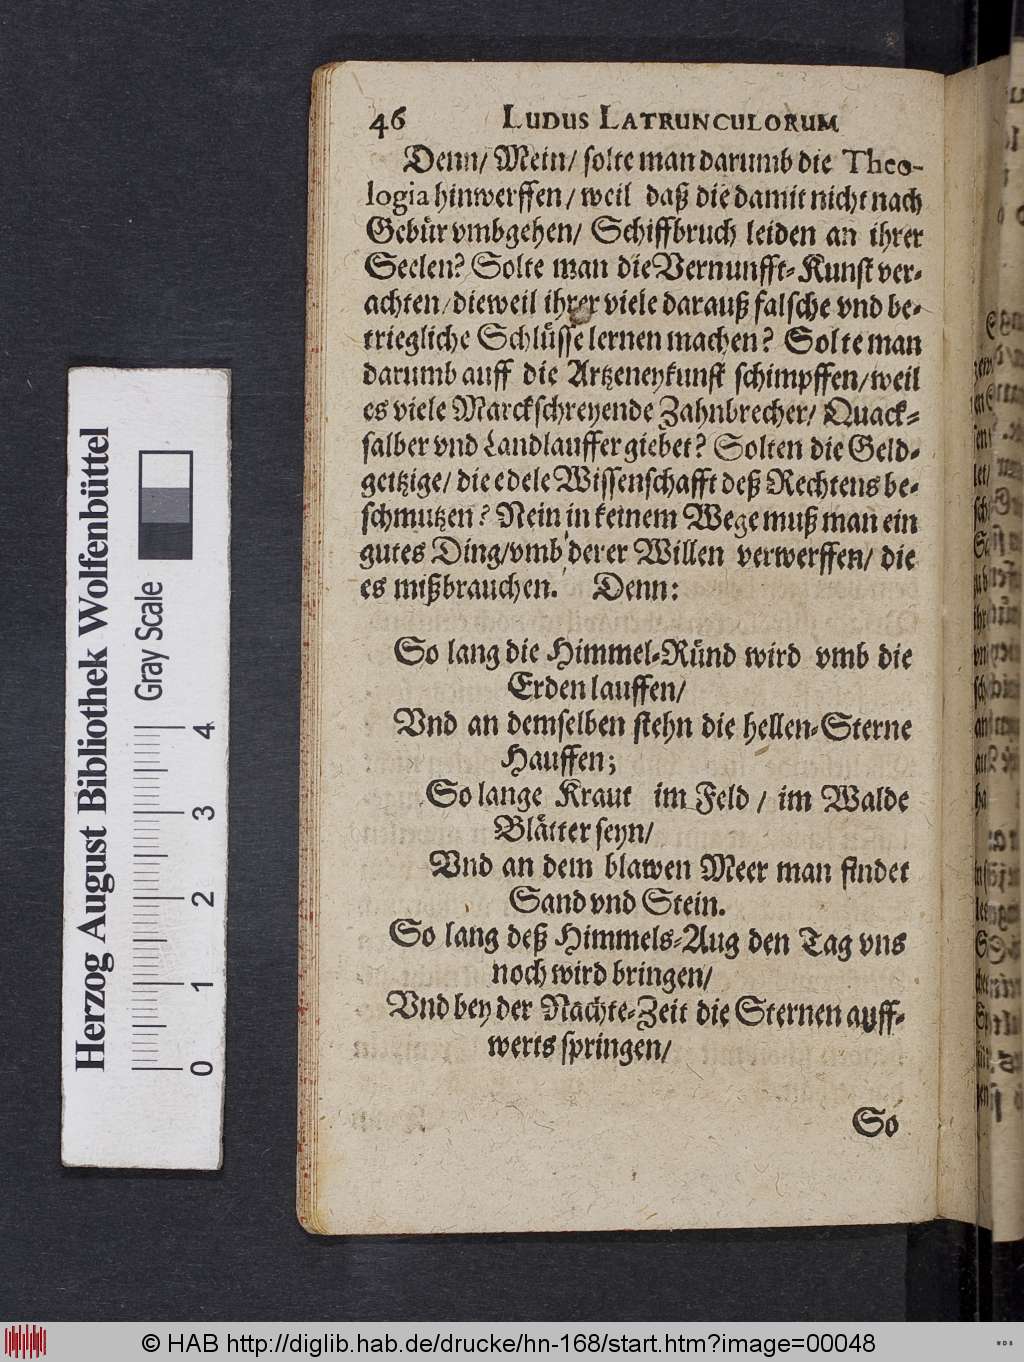 46 LUDUS LATRUNCULORUM
Denn/ Mein/ solte man darumb die Theo-
logia hinwerffen/ weil daß die damit nicht nach
Gebür vmbgehen/ Schiffbruch leiden an ihrer
Seelen? Solte man die Vernunfft-Kunst ver-
achten/ dieweil ihrer viele darauß falsche vnd be-
triegliche Schlüsse lernen machen? Solte man
darumb auff die Artzeneykunst schimpffen/ weil
es viele Marckschreyende Zahnbrecher/ Quack-
salber vnd Landlauffer giebet? Solten die Geld-
geitzige/ die edele Wissenschafft deß Rechtens be-
schmutzen? Nein in keinem Wege muß man ein
gutes Ding/ vmb derer Willen verwerffen/ die
es mißbrauchen. Denn:
So lang die Himmel-Ründ wird vmb die
Erden lauffen/
Vnd an demselben stehn die hellen-Sterne
Hauffen;
So lange Kraut im Feld / im Walde
Blätter seyn/
Vnd an dem blawen Meer man findet
Sand vnd Stein.
So lang deß Himmels-Aug den Tag vns
noch wird bringen/
Vnd bey der Nachte-Zeit die Sternen auff-
werts springen/
So
Herzog August Bibliothek Wolfenbüttel
Gray Scale
0 1 2 3 4
© HAB http://diglib.hab.de/drucke/hn-168/start.htm?image=00048